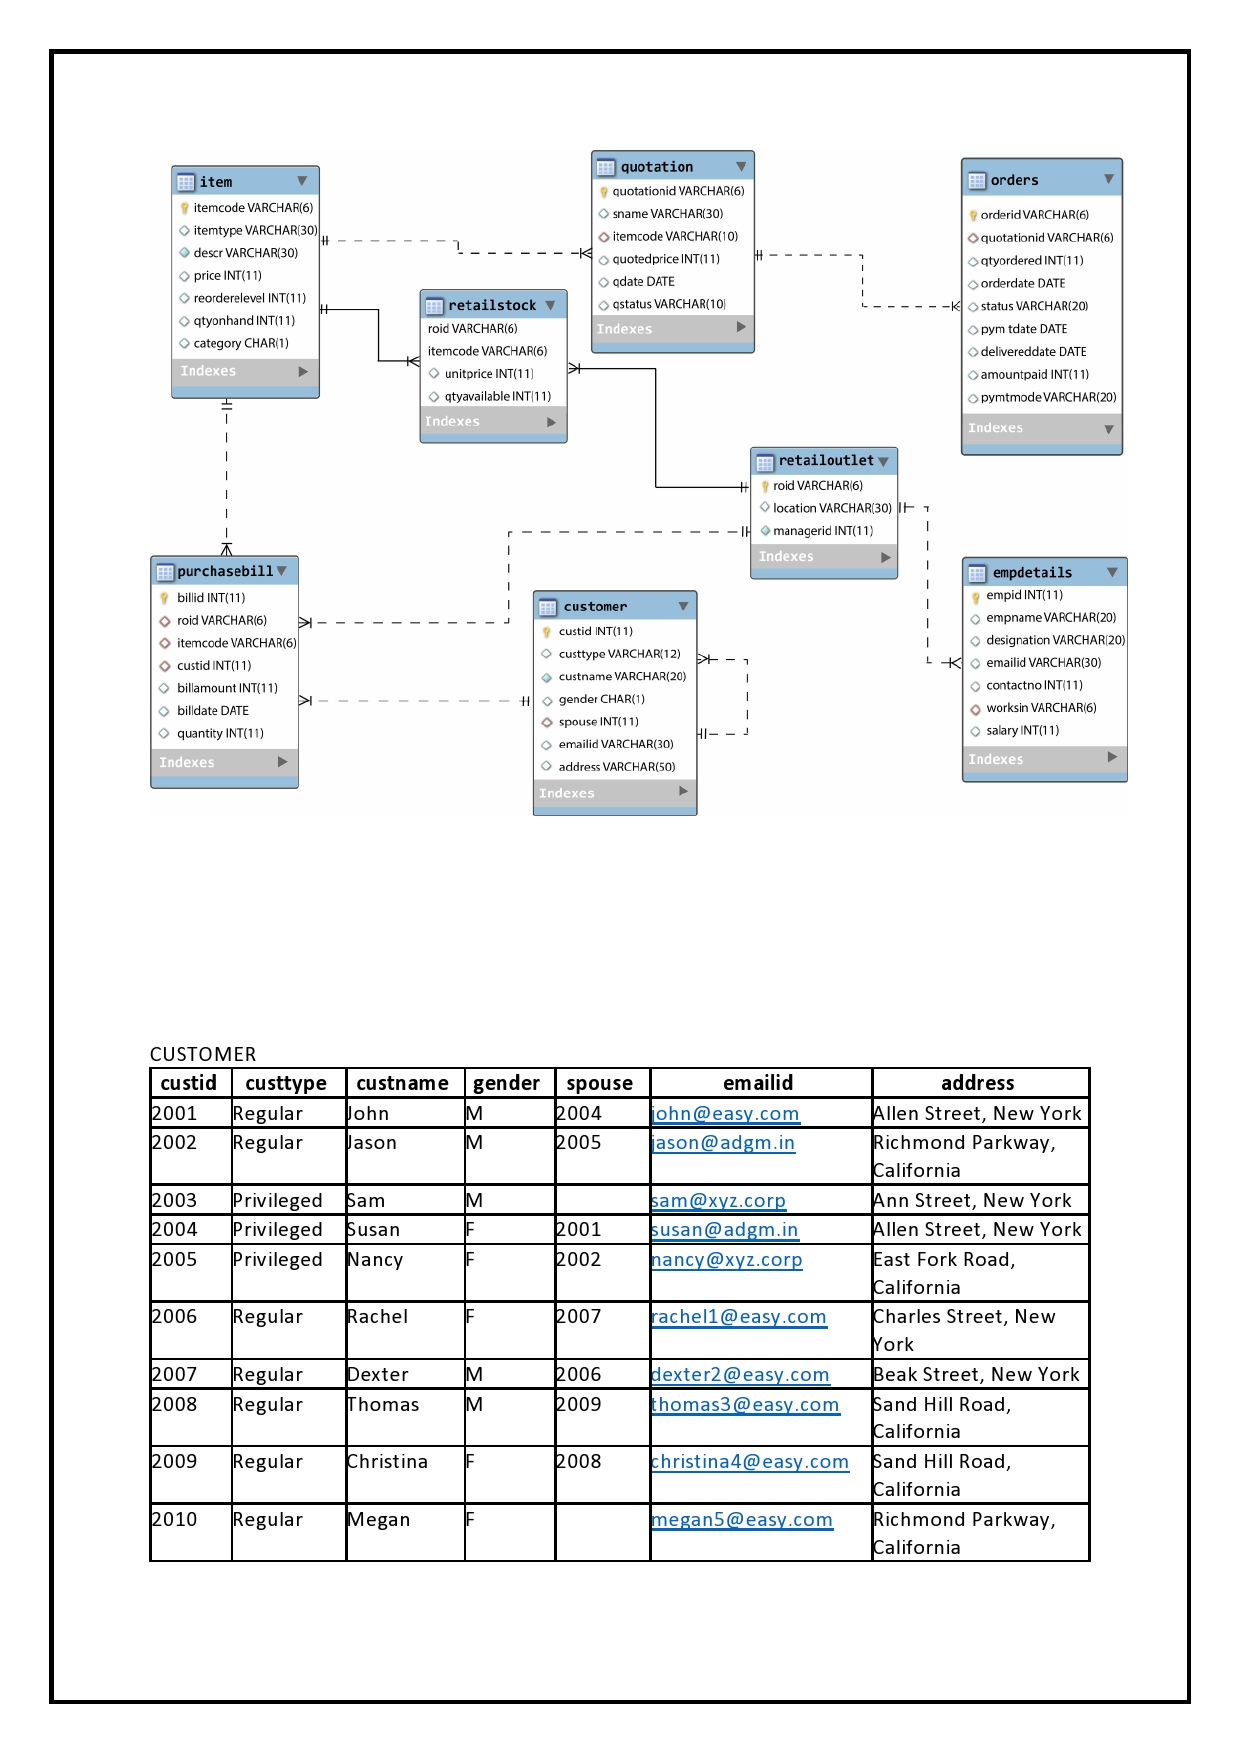 item
itemcode VARCHAR(6)
itemtype VARCHAR(30)
descr VARCHAR(30)
price INT(11)
reorderelevel INT(11)
qtyonhand INT(11)
category CHAR(1)
Indexes
quotation
quotationid VARCHAR(6)
sname VARCHAR(30)
itemcode VARCHAR(10)
quotedprice INT(11)
qdate DATE
qstatus VARCHAR(10)
Indexes
orders
orderid VARCHAR(6)
quotationid VARCHAR(6)
qtyordered INT(11)
orderdate DATE
status VARCHAR(20)
pym tdate DATE
delivereddate DATE
amountpaid INT(11)
pymtmode VARCHAR(20)
Indexes
retailstock
roid VARCHAR(6)
itemcode VARCHAR(6)
unitprice INT(11)
qtyavailable INT(11)
Indexes
retailoutlet
roid VARCHAR(6)
location VARCHAR(30)
managerid INT(11)
Indexes
purchasebill
billid INT(11)
roid VARCHAR(6)
itemcode VARCHAR(6)
custid INT(11)
billamount INT(11)
billdate DATE
quantity INT(11)
Indexes
customer
custid INT(11)
custtype VARCHAR(12)
custname VARCHAR(20)
gender CHAR(1)
spouse INT(11)
emailid VARCHAR(30)
address VARCHAR(50)
Indexes
empdetails
empid INT(11)
empname VARCHAR(20)
designation VARCHAR(20)
emailid VARCHAR(30)
contactno INT(11)
worksin VARCHAR(6)
salary INT(11)
Indexes
CUSTOMER
custid custtype custname gender spouse emailid address
2001 Regular John M 2004 john@easy.com Allen Street, New York
2002 Regular Jason M 2005 jason@adgm.in Richmond Parkway,
California
2003 Privileged Sam M sam@xyz.corp Ann Street, New York
2004 Privileged Susan F 2001 susan@adgm.in Allen Street, New York
2005 Privileged Nancy F 2002 nancy@xyz.corp East Fork Road,
California
2006 Regular Rachel F 2007 rachel1@easy.com Charles Street, New
York
2007 Regular Dexter M 2006 dexter2@easy.com Beak Street, New York
2008 Regular Thomas M 2009 thomas3@easy.com Sand Hill Road,
California
2009 Regular Christina F 2008 christina4@easy.com Sand Hill Road,
California
2010 Regular Megan F megan5@easy.com Richmond Parkway,
California